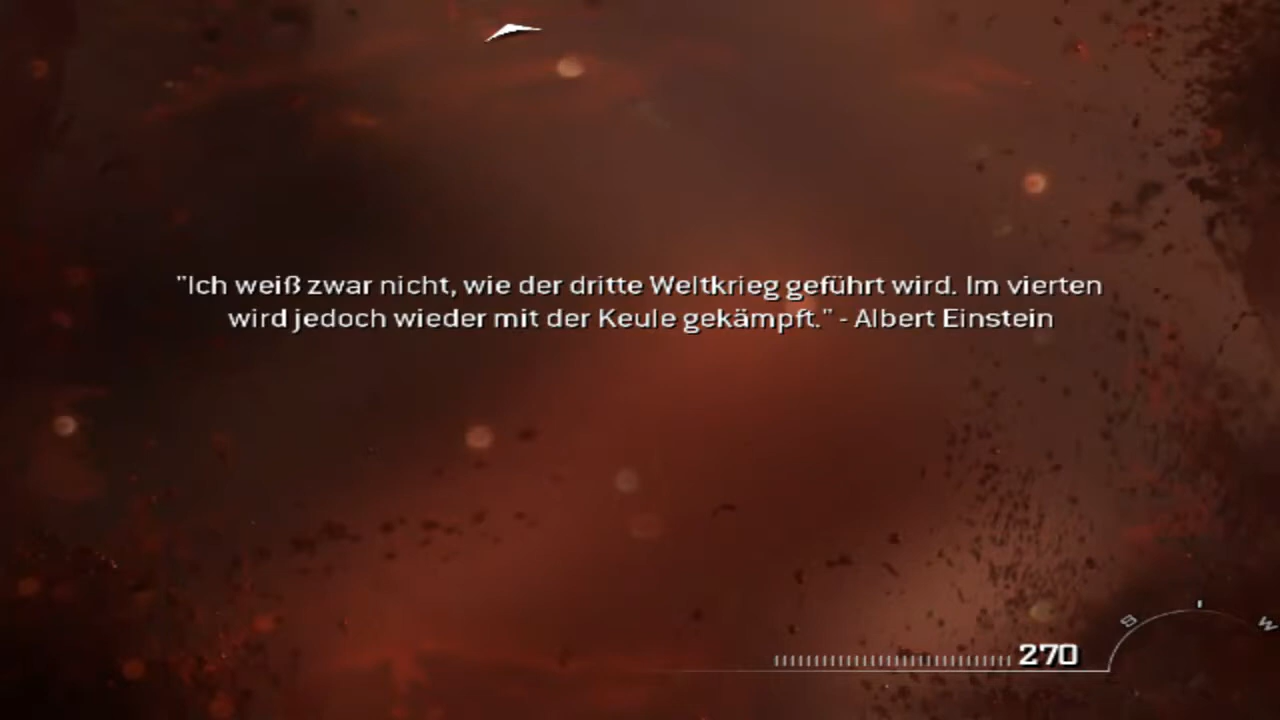 "Ich weiß zwar nicht, wie der dritte Weltkrieg geführt wird. Im vierten
wird jedoch wieder mit der Keule gekämpft." - Albert Einstein
270
S
W